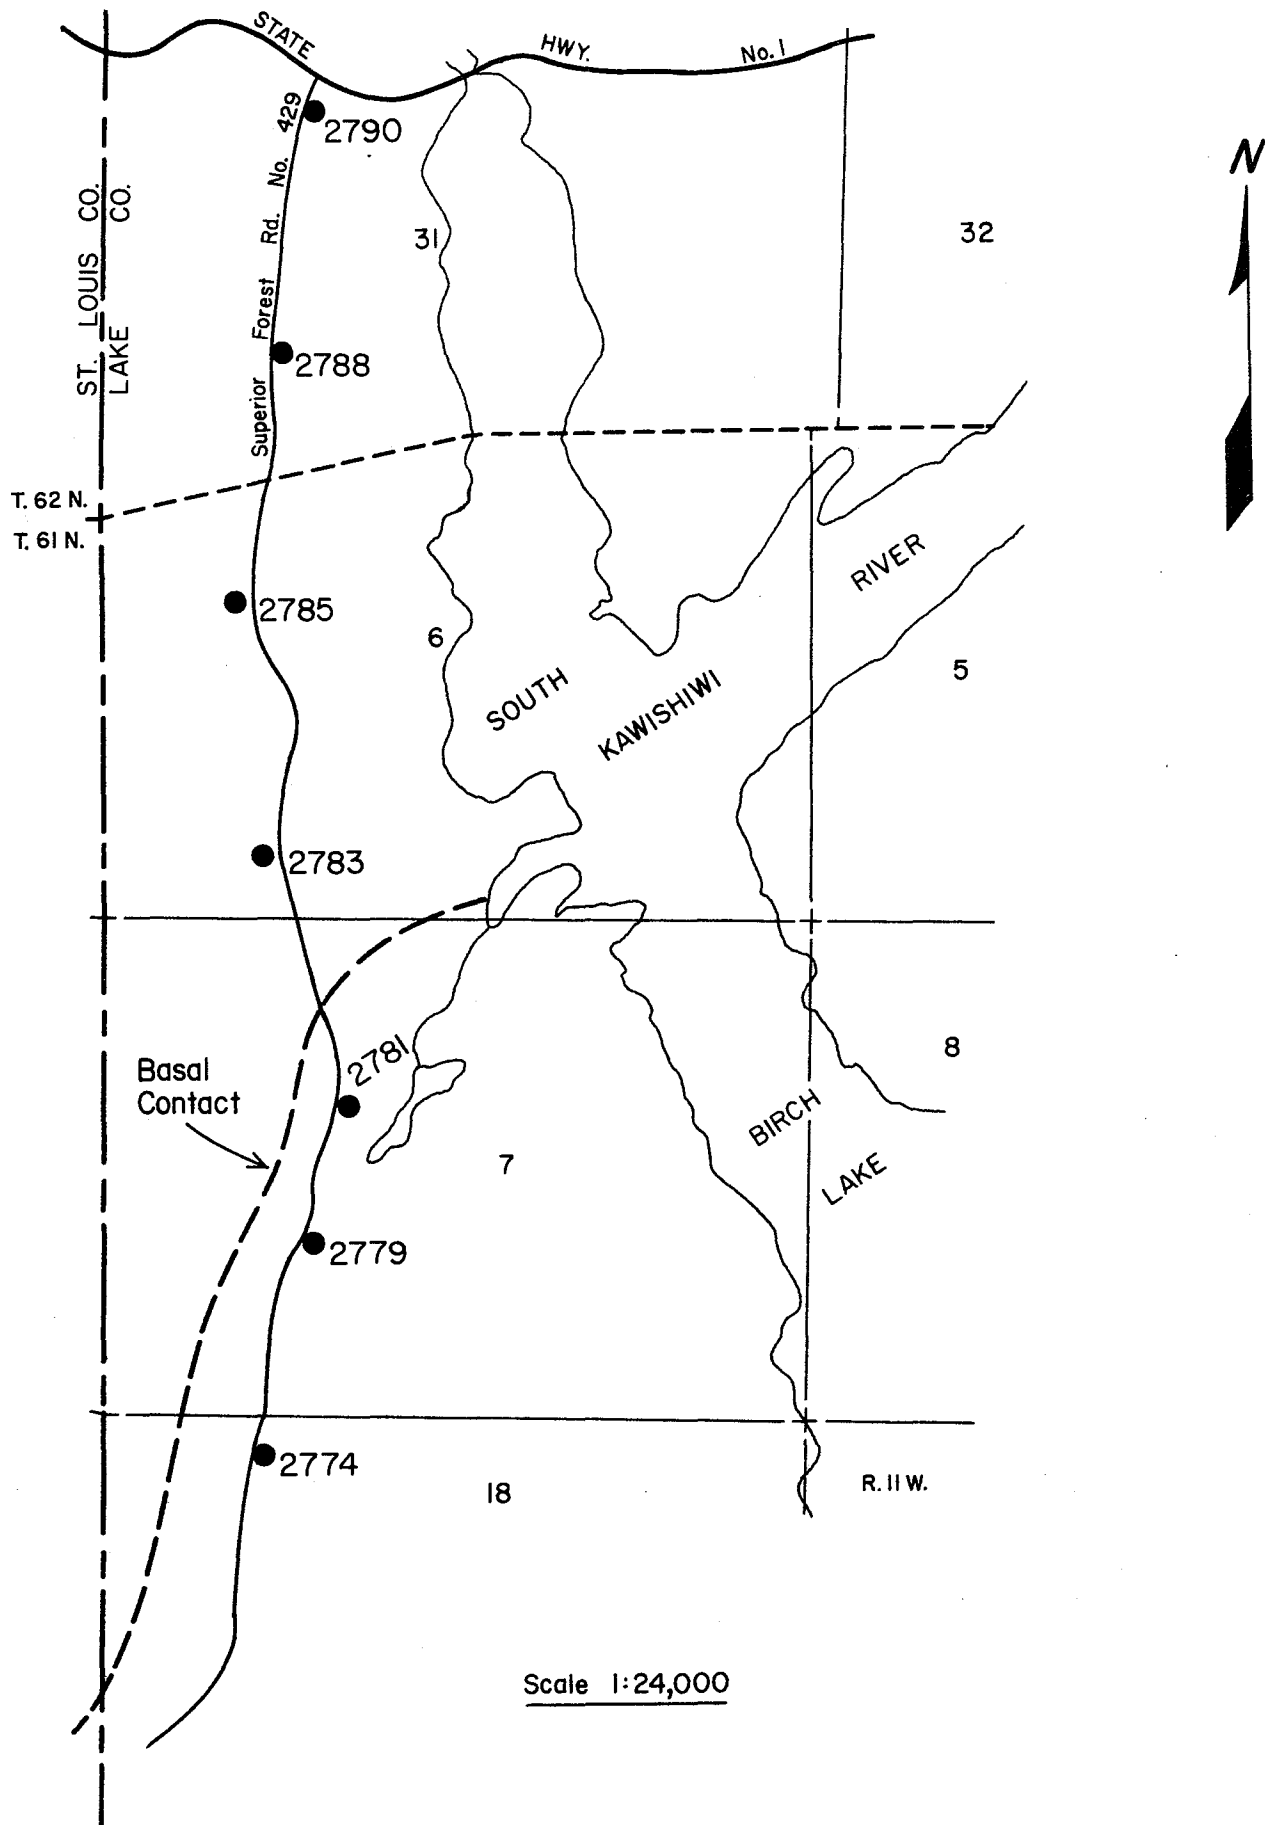 STATE HWY. No. 1
N
2790
Superior Forest Rd. No. 429
ST. LOUIS CO.
LAKE CO.
31
32
2788
T. 62 N.
T. 61 N.
RIVER
2785
6
5
SOUTH
KAWISHIWI
2783
2781
8
Basal
Contact
BIRCH
LAKE
7
2779
2774
18
R. 11 W.
Scale 1:24,000